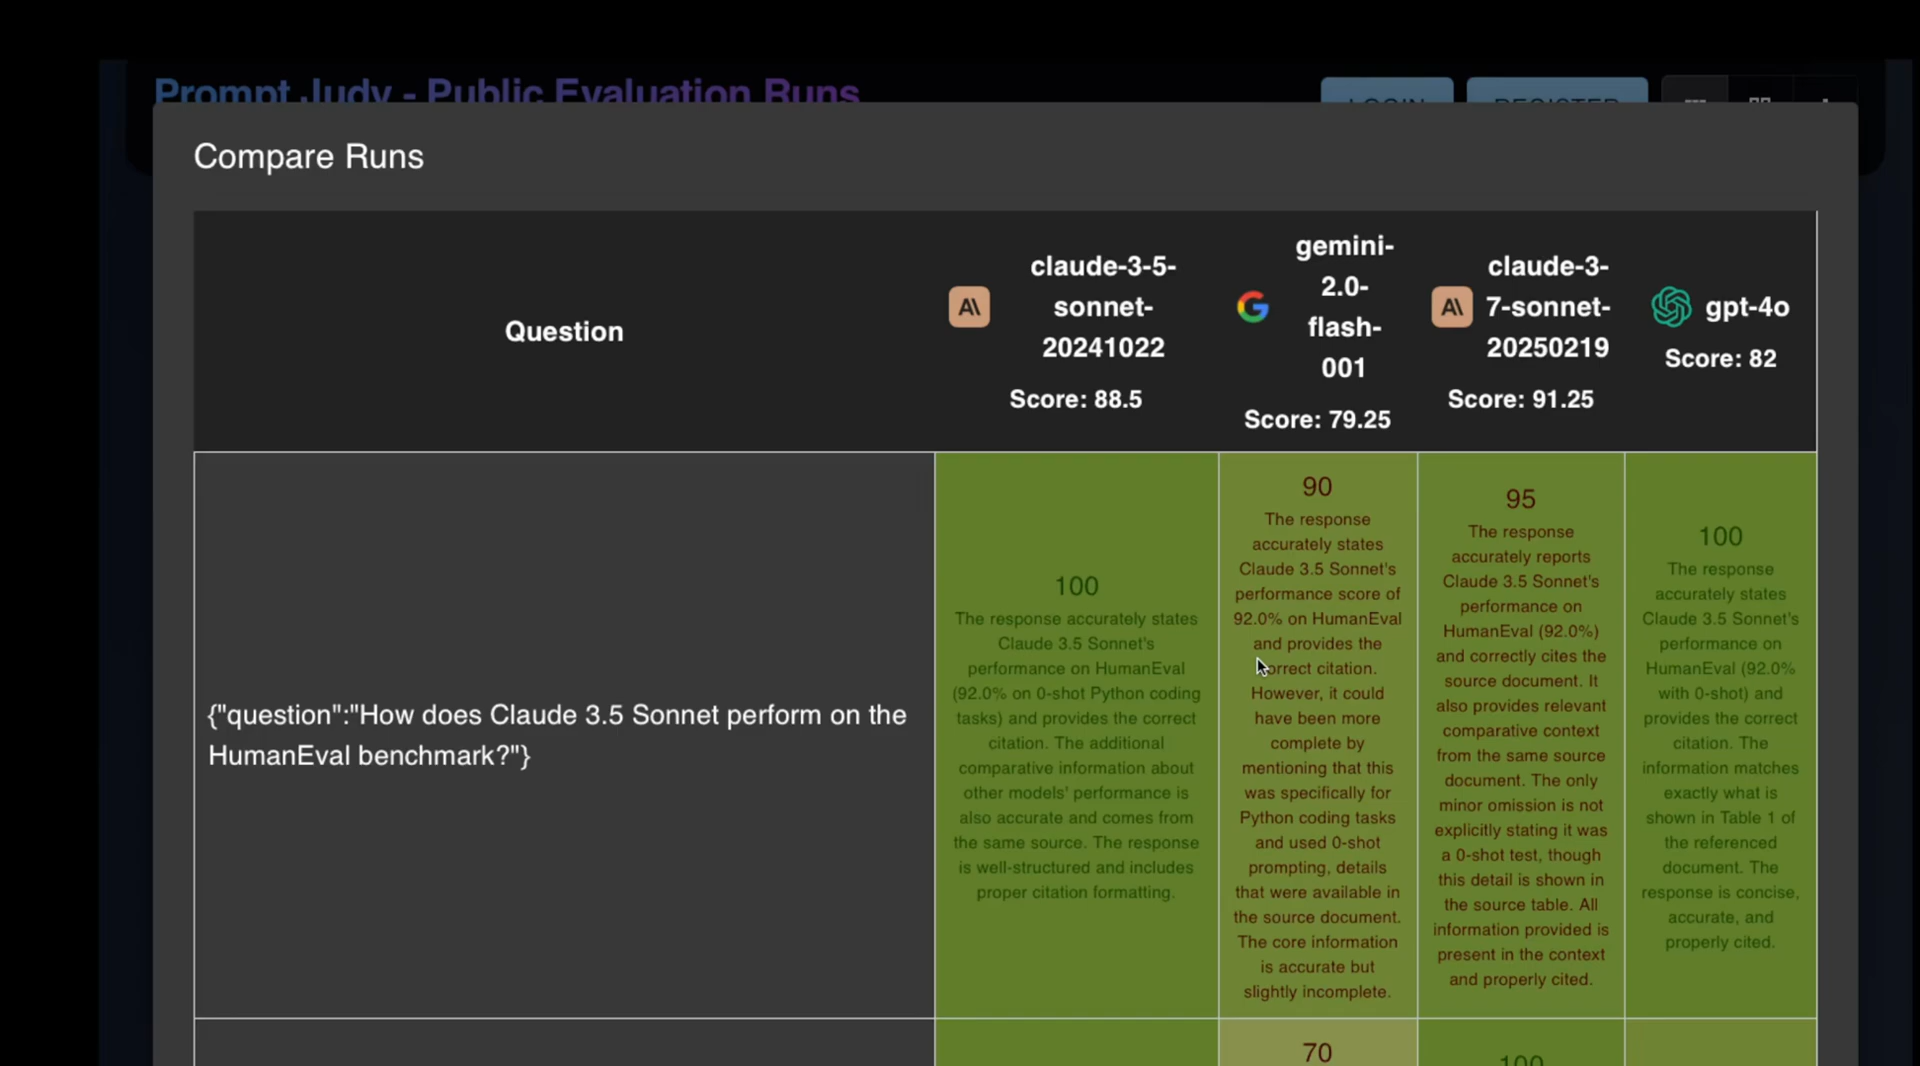 Prompt Judy - Public Evaluation Runs
LOGIN
REGISTER
Compare Runs
Question
claude-3-5-
sonnet-
20241022
Score: 88.5
gemini-
2.0-
flash-
001
Score: 79.25
claude-3-
7-sonnet-
20250219
Score: 91.25
gpt-4o
Score: 82
{"question":"How does Claude 3.5 Sonnet perform on the
HumanEval benchmark?"}
100
The response accurately states
Claude 3.5 Sonnet's
performance on HumanEval
(92.0% on 0-shot Python coding
tasks) and provides the correct
citation. The additional
comparative information about
other models' performance is
also accurate and comes from
the same source. The response
is well-structured and includes
proper citation formatting.
90
The response
accurately states
Claude 3.5 Sonnet's
performance score of
92.0% on HumanEval
and provides the
correct citation.
However, it could
have been more
complete by
mentioning that this
was specifically for
Python coding tasks
and used 0-shot
prompting, details
that were available in
the source document.
The core information
is accurate but
slightly incomplete.
95
The response
accurately reports
Claude 3.5 Sonnet's
performance on
HumanEval (92.0%)
and correctly cites the
source document. It
also provides relevant
comparative context
from the same source
document. The only
minor omission is not
explicitly stating it was
a 0-shot test, though
this detail is shown in
the source table. All
information provided is
present in the context
and properly cited.
100
The response
accurately states
Claude 3.5 Sonnet's
performance on
HumanEval (92.0%
with 0-shot) and
provides the correct
citation. The
information matches
exactly what is
shown in Table 1 of
the referenced
document. The
response is concise,
accurate, and
properly cited.
70
100